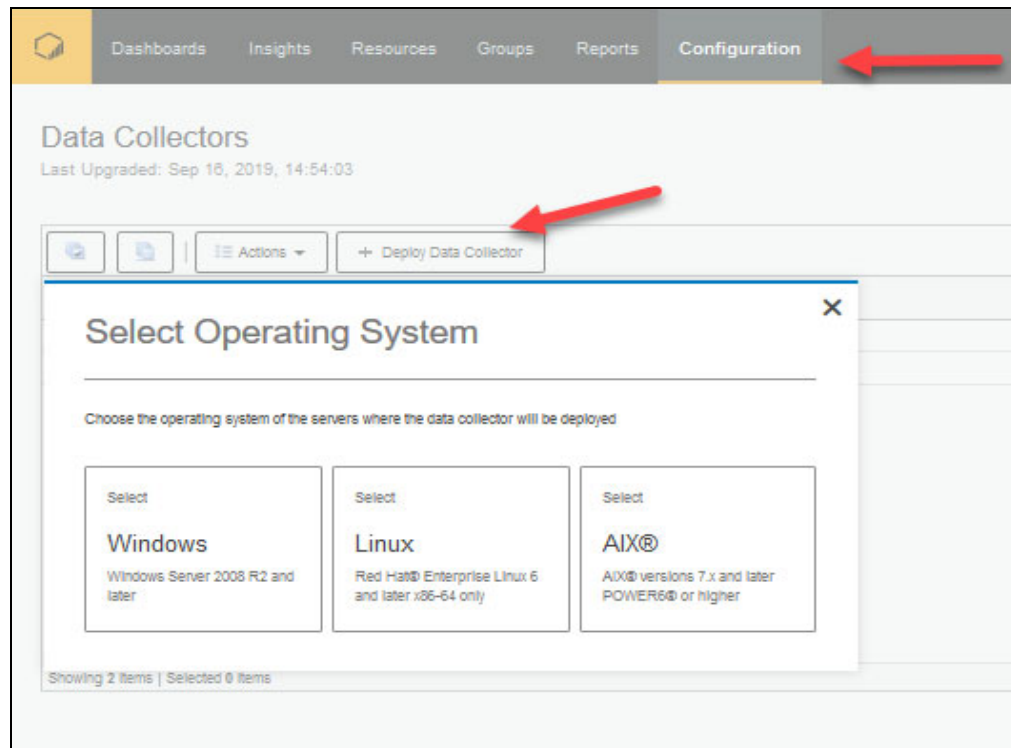 Dashboards Insights Resources Groups Reports Configuration
Data Collectors
Last Upgraded: Sep 16, 2019, 14:54:03
Actions + Deploy Data Collector
Select Operating System
Choose the operating system of the servers where the data collector will be deployed
Select Select Select
Windows Linux AIX®
Windows Server 2008 R2 and Red Hat® Enterprise Linux 6 AIX® versions 7.x and later
later and later x86-64 only POWER6® or higher
Showing 2 items | Selected 0 items